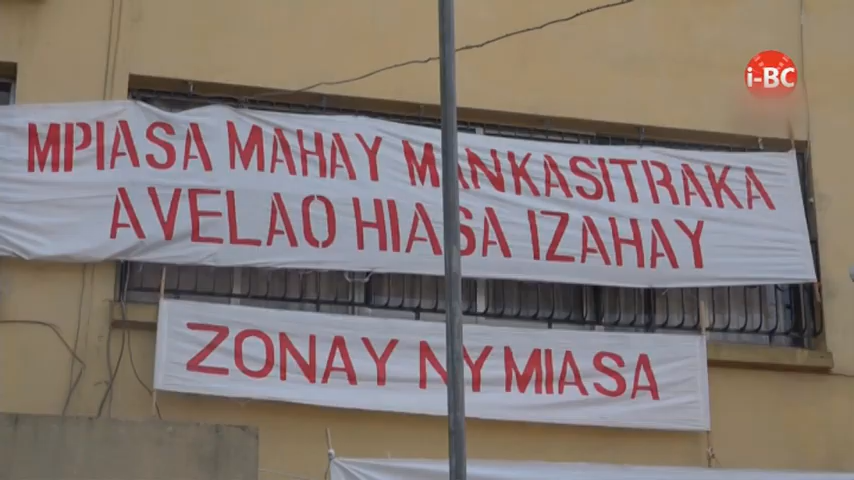 i-BC
MPIASA MAHAY MANKASITRAKA
AVELAO HIASA IZAHAY
ZONAY NY MIASA